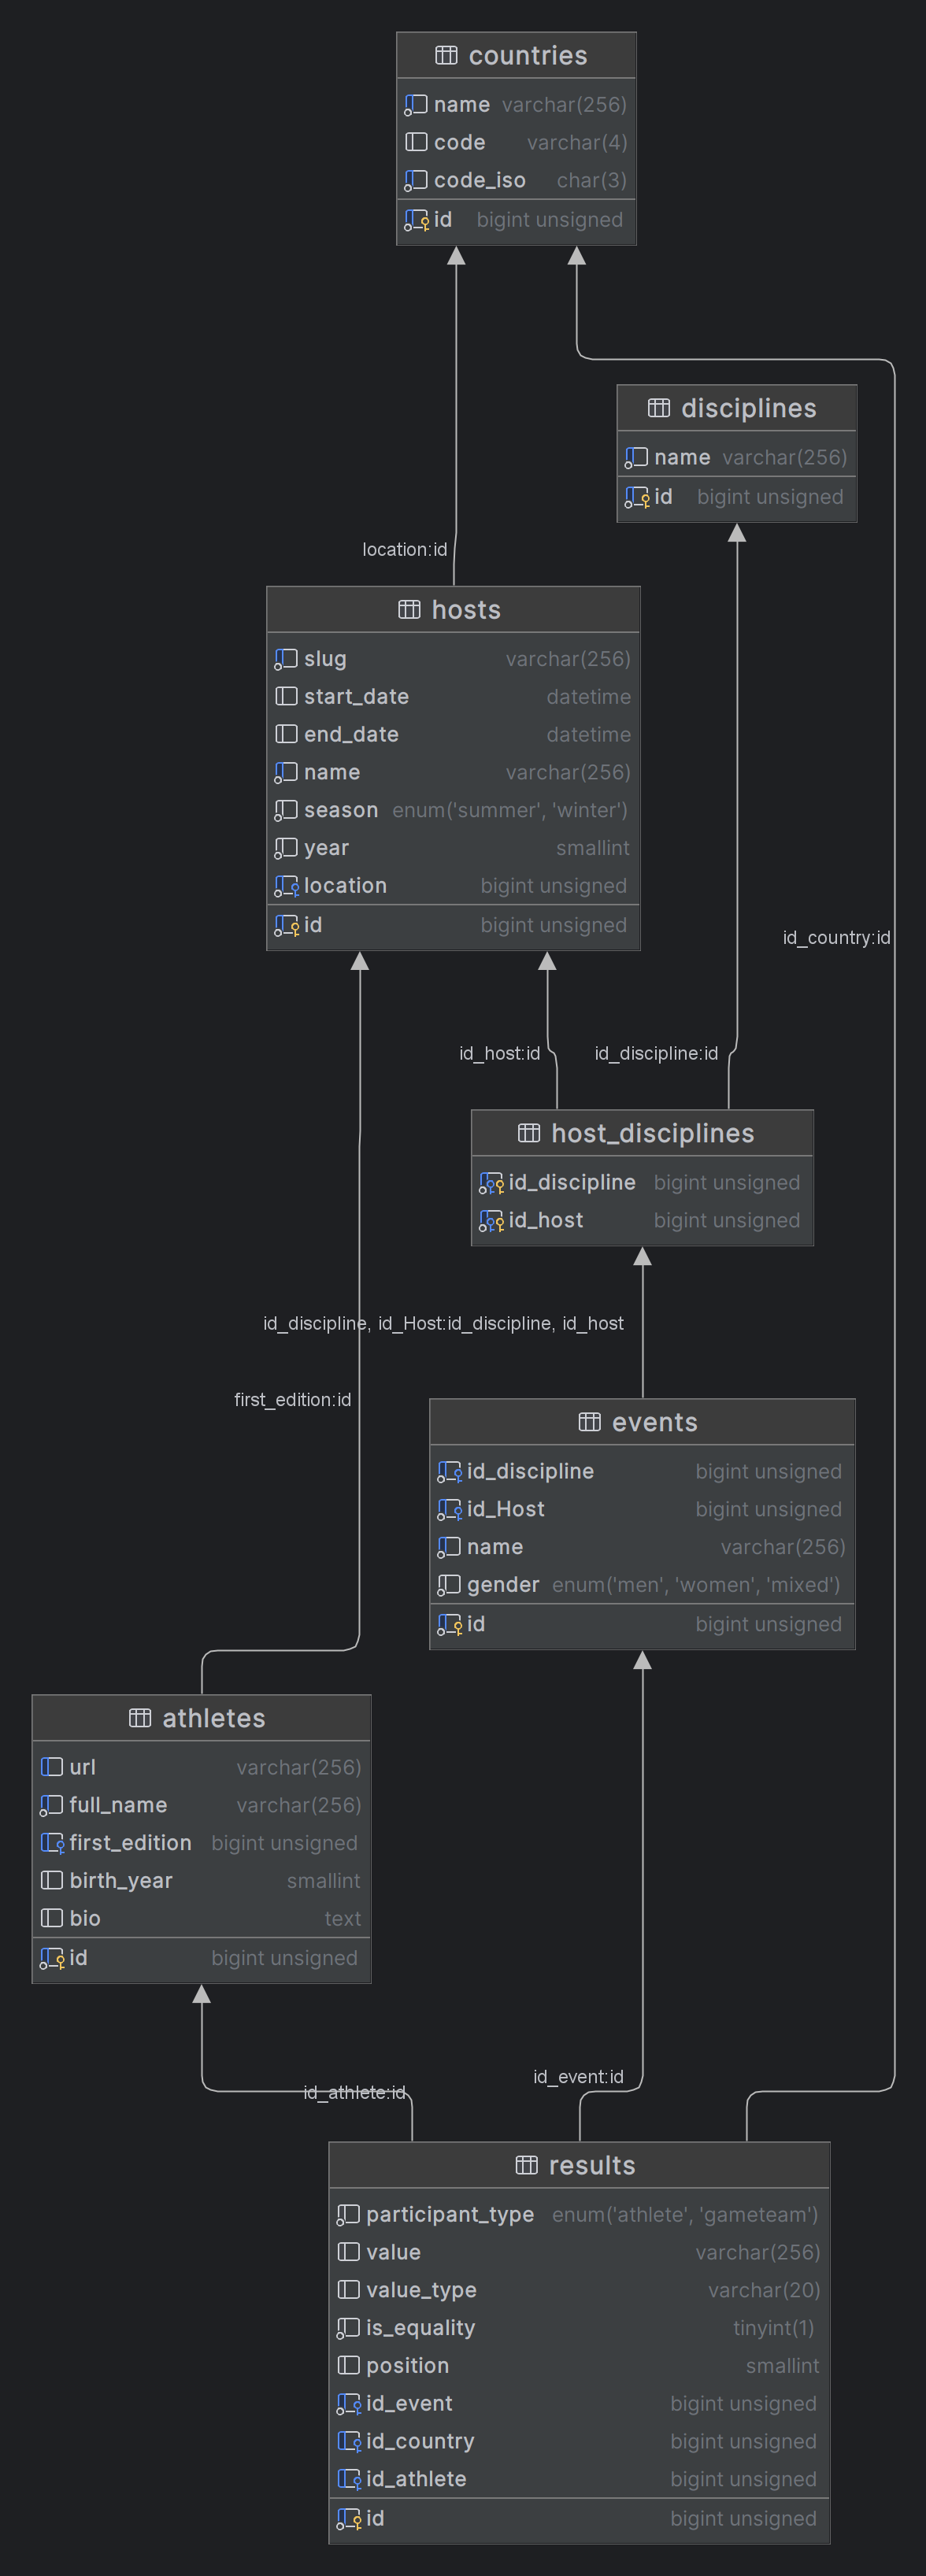 countries
name varchar(256)
code varchar(4)
code_iso char(3)
id bigint unsigned
disciplines
name varchar(256)
id bigint unsigned
location:id
hosts
slug varchar(256)
start_date datetime
end_date datetime
name varchar(256)
season enum('summer', 'winter')
year smallint
location bigint unsigned
id bigint unsigned
id_country:id
id_host:id
id_discipline:id
host_disciplines
id_discipline bigint unsigned
id_host bigint unsigned
id_discipline, id_Host:id_discipline, id_host
first_edition:id
events
id_discipline bigint unsigned
id_Host bigint unsigned
name varchar(256)
gender enum('men', 'women', 'mixed')
id bigint unsigned
athletes
url varchar(256)
full_name varchar(256)
first_edition bigint unsigned
birth_year smallint
bio text
id bigint unsigned
id_event:id
id_athlete:id
results
participant_type enum('athlete', 'gameteam')
value varchar(256)
value_type varchar(20)
is_equality tinyint(1)
position smallint
id_event bigint unsigned
id_country bigint unsigned
id_athlete bigint unsigned
id bigint unsigned